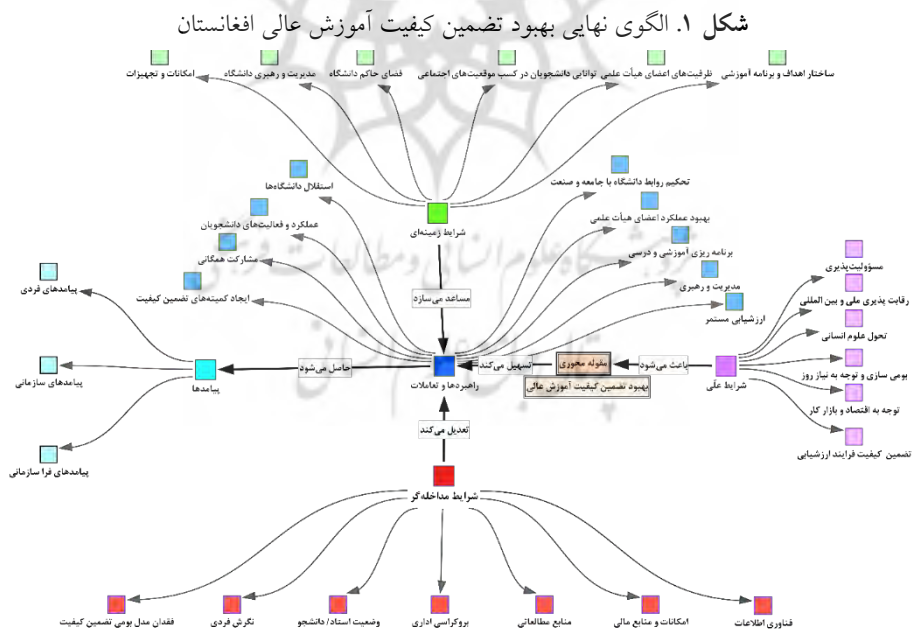 شکل ۱. الگوی نهایی بهبود تضمین کیفیت آموزش عالی افغانستان
ساختار اهداف و برنامه آموزشی
ظرفیت‌های اعضای هیأت علمی
توانایی دانشجویان در کسب موقعیت‌های اجتماعی
فضای حاکم دانشگاه
مدیریت و رهبری دانشگاه
امکانات و تجهیزات
شرایط زمینه‌ای
تحکیم روابط دانشگاه با جامعه و صنعت
بهبود عملکرد اعضای هیأت علمی
برنامه ریزی آموزشی و درسی
مدیریت و رهبری
ارزشیابی مستمر
استقلال دانشگاه‌ها
عملکرد و فعالیت‌های دانشجویان
مشارکت همگانی
ایجاد کمیته‌های تضمین کیفیت
مساعد می‌سازد
مسؤولیت‌پذیری
رقابت پذیری ملی و بین المللی
تحول علوم انسانی
بومی سازی و توجه به نیاز روز
توجه به اقتصاد و بازار کار
تضمین کیفیت فرایند ارزشیابی
شرایط علّی
باعث می‌شود
مقوله محوری
بهبود تضمین کیفیت آموزش عالی
تسهیل می‌کند
راهبردها و تعاملات
حاصل می‌شود
پیامدها
پیامدهای فردی
پیامدهای سازمانی
پیامدهای فرا سازمانی
تعدیل می‌کند
شرایط مداخله‌گر
فناوری اطلاعات
امکانات و منابع مالی
منابع مطالعاتی
بروکراسی اداری
وضعیت استاد/ دانشجو
نگرش فردی
فقدان مدل بومی تضمین کیفیت
پژوهشگاه علوم انسانی و مطالعات فرهنگی